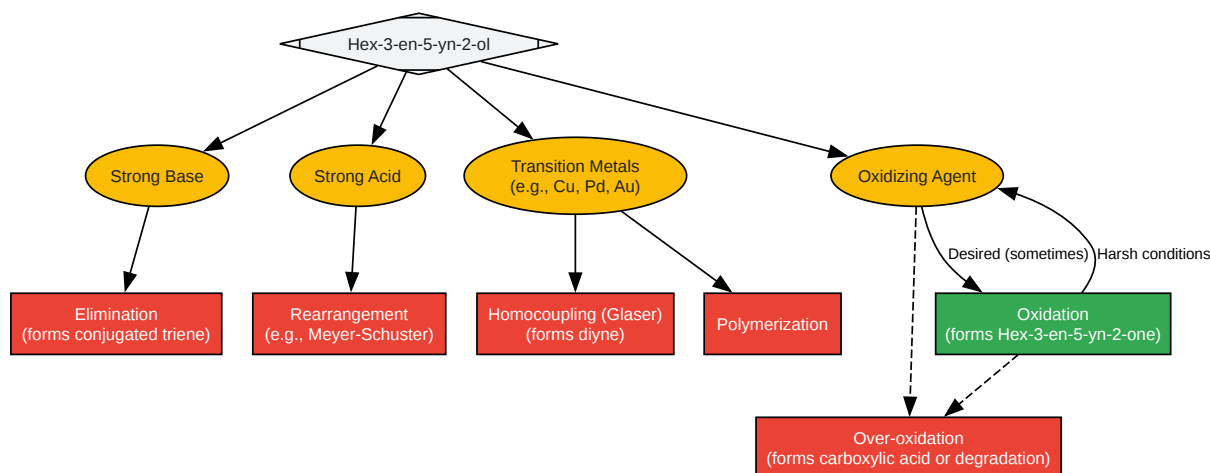 Hex-3-en-5-yn-2-ol
Strong Base
Strong Acid
Transition Metals
(e.g., Cu, Pd, Au)
Oxidizing Agent
Desired (sometimes)
Harsh conditions
Elimination
(forms conjugated triene)
Rearrangement
(e.g., Meyer-Schuster)
Homocoupling (Glaser)
(forms diyne)
Polymerization
Oxidation
(forms Hex-3-en-5-yn-2-one)
Over-oxidation
(forms carboxylic acid or degradation)